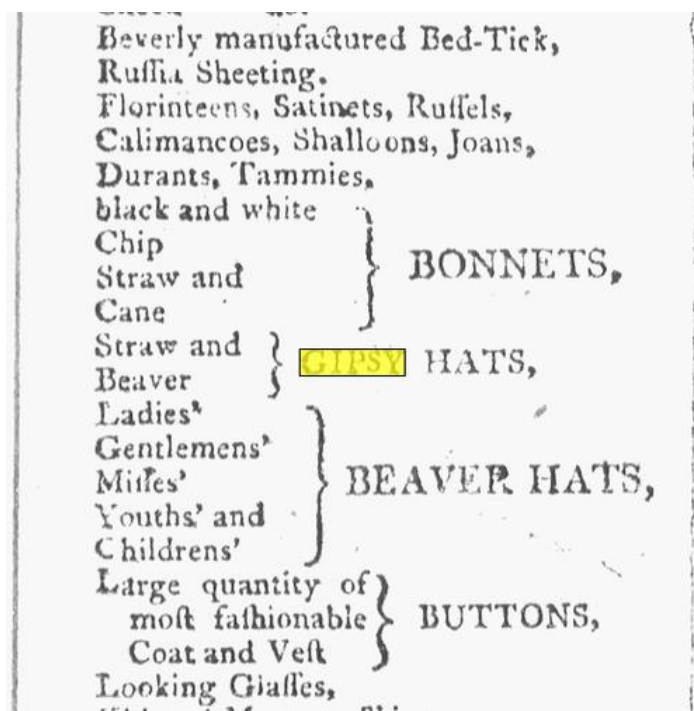 Beverly manufactured Bed-Tick,
Ruſſia Sheeting.
Florinteens, Satinets, Ruſſels,
Calimancoes, Shalloons, Joans,
Durants, Tammies,
black and white
Chip
Straw and
Cane
BONNETS,
Straw and
Beaver
GIPSY HATS,
Ladies'
Gentlemens'
Miſſes'
Youths' and
Childrens'
BEAVER HATS,
Large quantity of
moſt faſhionable
Coat and Veſt
BUTTONS,
Looking Glaſſes,